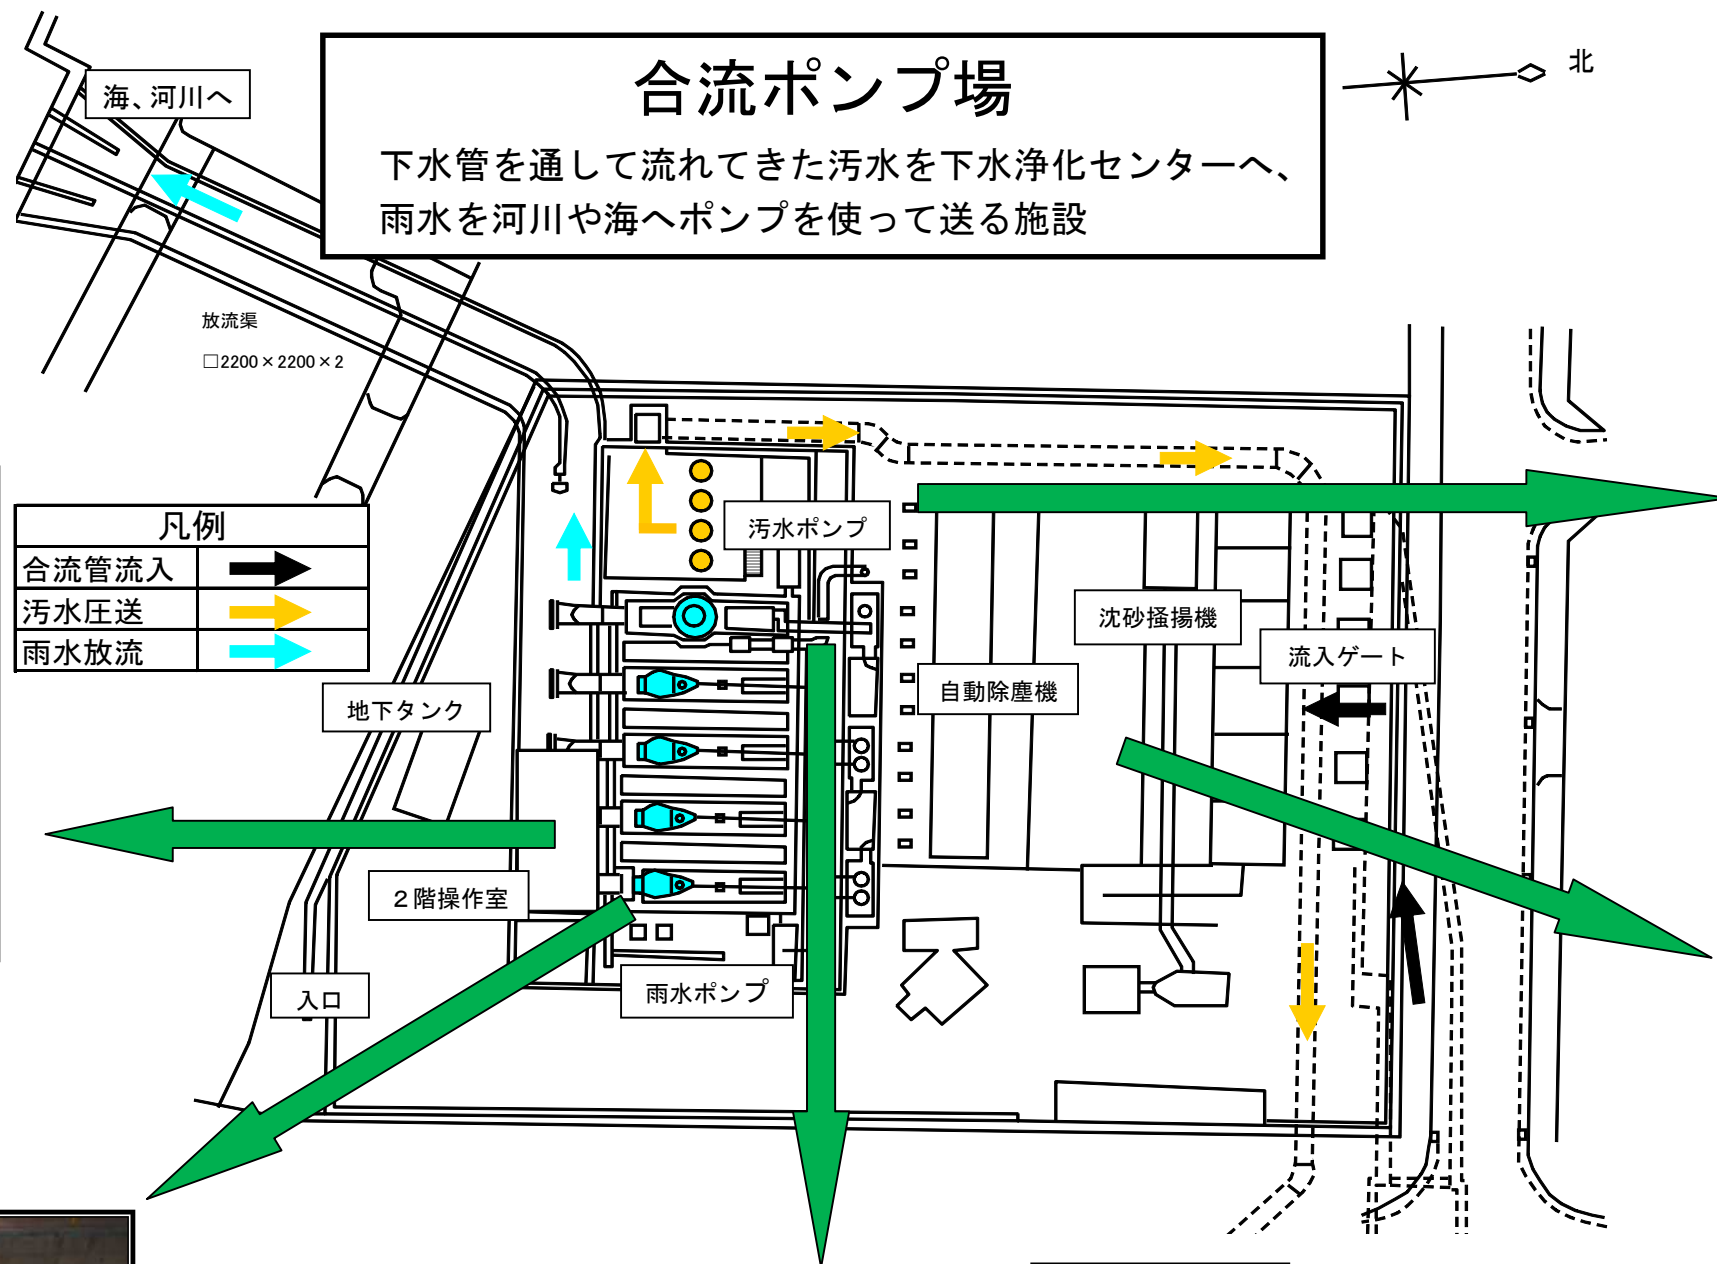 合流ポンプ場
下水管を通して流れてきた汚水を下水浄化センターへ、
雨水を河川や海へポンプを使って送る施設
北
海、河川へ
放流渠
□2200×2200×2
凡例
合流管流入
汚水圧送
雨水放流
汚水ポンプ
沈砂掻揚機
流入ゲート
自動除塵機
地下タンク
２階操作室
雨水ポンプ
入口